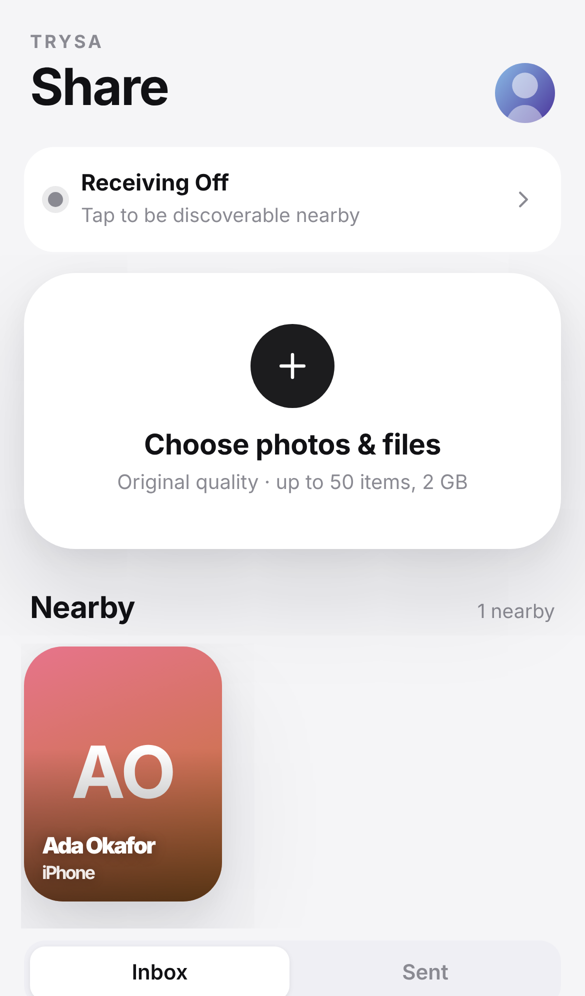 TRYSA
Share
Receiving Off
Tap to be discoverable nearby
Choose photos & files
Original quality · up to 50 items, 2 GB
Nearby
1 nearby
AO
Ada Okafor
iPhone
Inbox
Sent